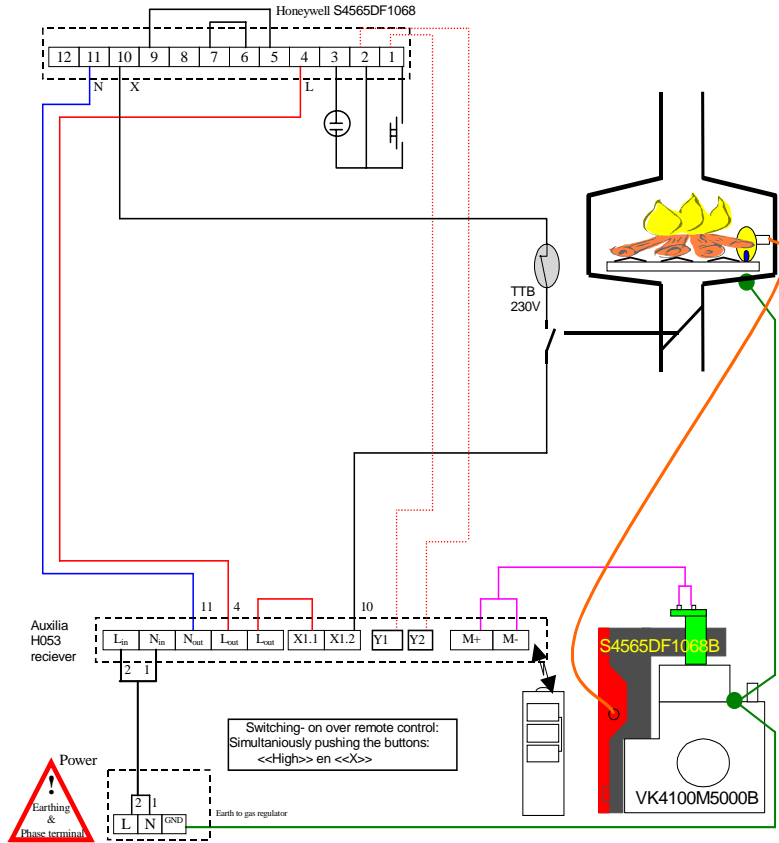 Honeywell S4565DF1068
12 11 10 9 8 7 6 5 4 3 2 1
N X L
TTB
230V
11 4 10
Auxilia
H053
reciever
Lin Nin Nout Lout Lout X1.1 X1.2 Y1 Y2 M+ M-
2 1
S4565DF1068B
Switching- on over remote control:
Simultaniously pushing the buttons:
<<High>> en <<X>>
Power
!
Earthing
&
Phase terminal
2 1
L N GND
Earth to gas regulator
VK4100M5000B